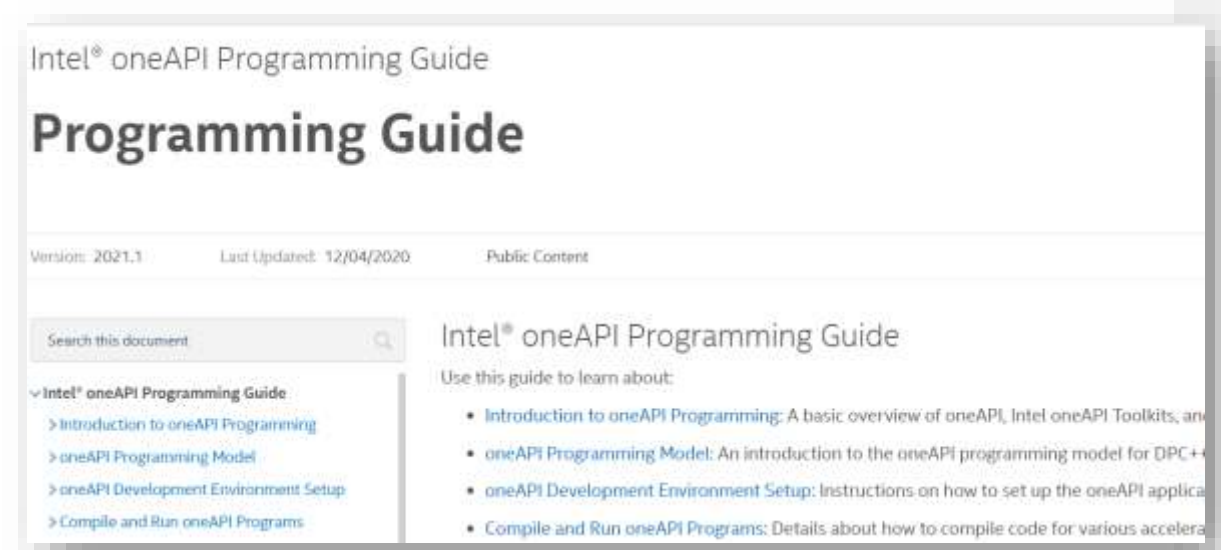 Intel® oneAPI Programming Guide
Programming Guide
Version: 2021.1 Last Updated: 12/04/2020 Public Content
Search this document
Intel® oneAPI Programming Guide
Introduction to oneAPI Programming
oneAPI Programming Model
oneAPI Development Environment Setup
Compile and Run oneAPI Programs
Intel® oneAPI Programming Guide
Use this guide to learn about:
• Introduction to oneAPI Programming: A basic overview of oneAPI, Intel oneAPI Toolkits, and
• oneAPI Programming Model: An introduction to the oneAPI programming model for DPC+
• oneAPI Development Environment Setup: Instructions on how to set up the oneAPI applica
• Compile and Run oneAPI Programs: Details about how to compile code for various accelera